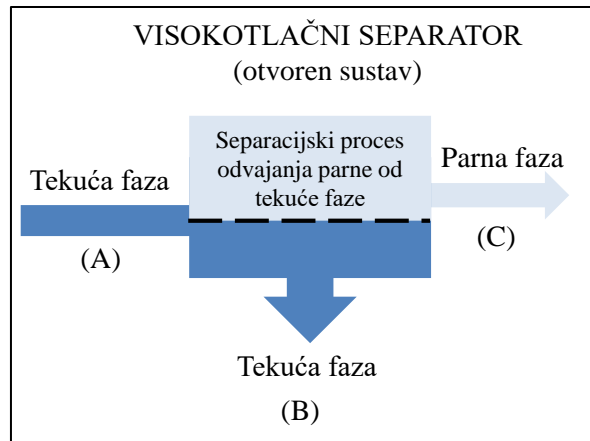 VISOKOTLAČNI SEPARATOR
(otvoren sustav)
Separacijski proces
odvajanja parne od
tekuće faze
Tekuća faza
(A)
Parna faza
(C)
Tekuća faza
(B)